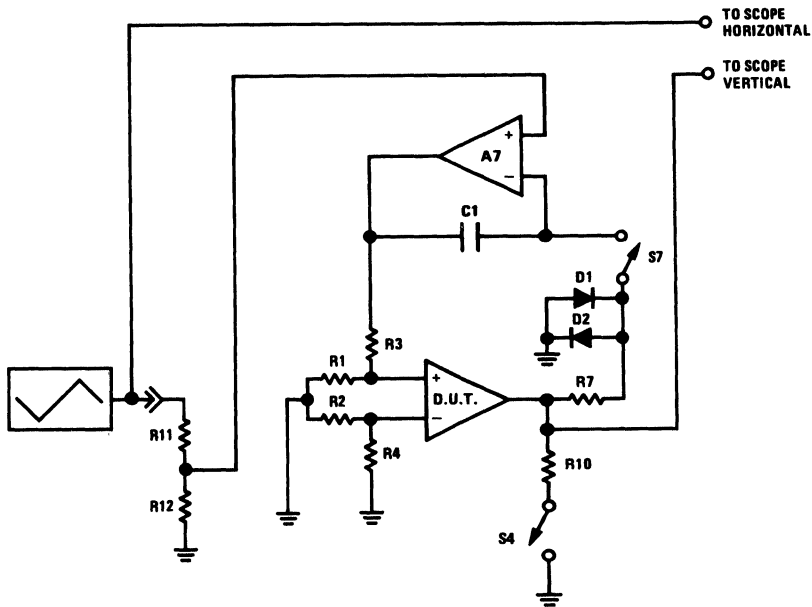 TO SCOPE
HORIZONTAL
TO SCOPE
VERTICAL
+
A7
−
C1
S7
D1
D2
R3
R1
+
R2
D.U.T.
−
R7
R11
R4
R10
R12
S4